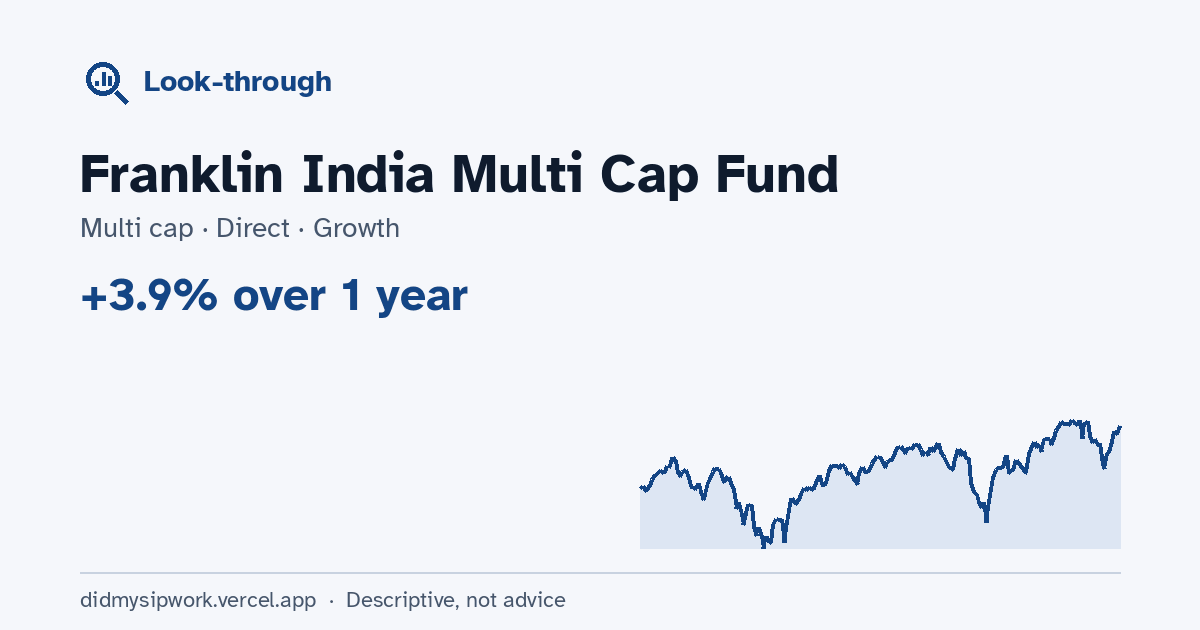 Look-through
Franklin India Multi Cap Fund
Multi cap · Direct · Growth
+3.9% over 1 year
didmysipwork.vercel.app · Descriptive, not advice